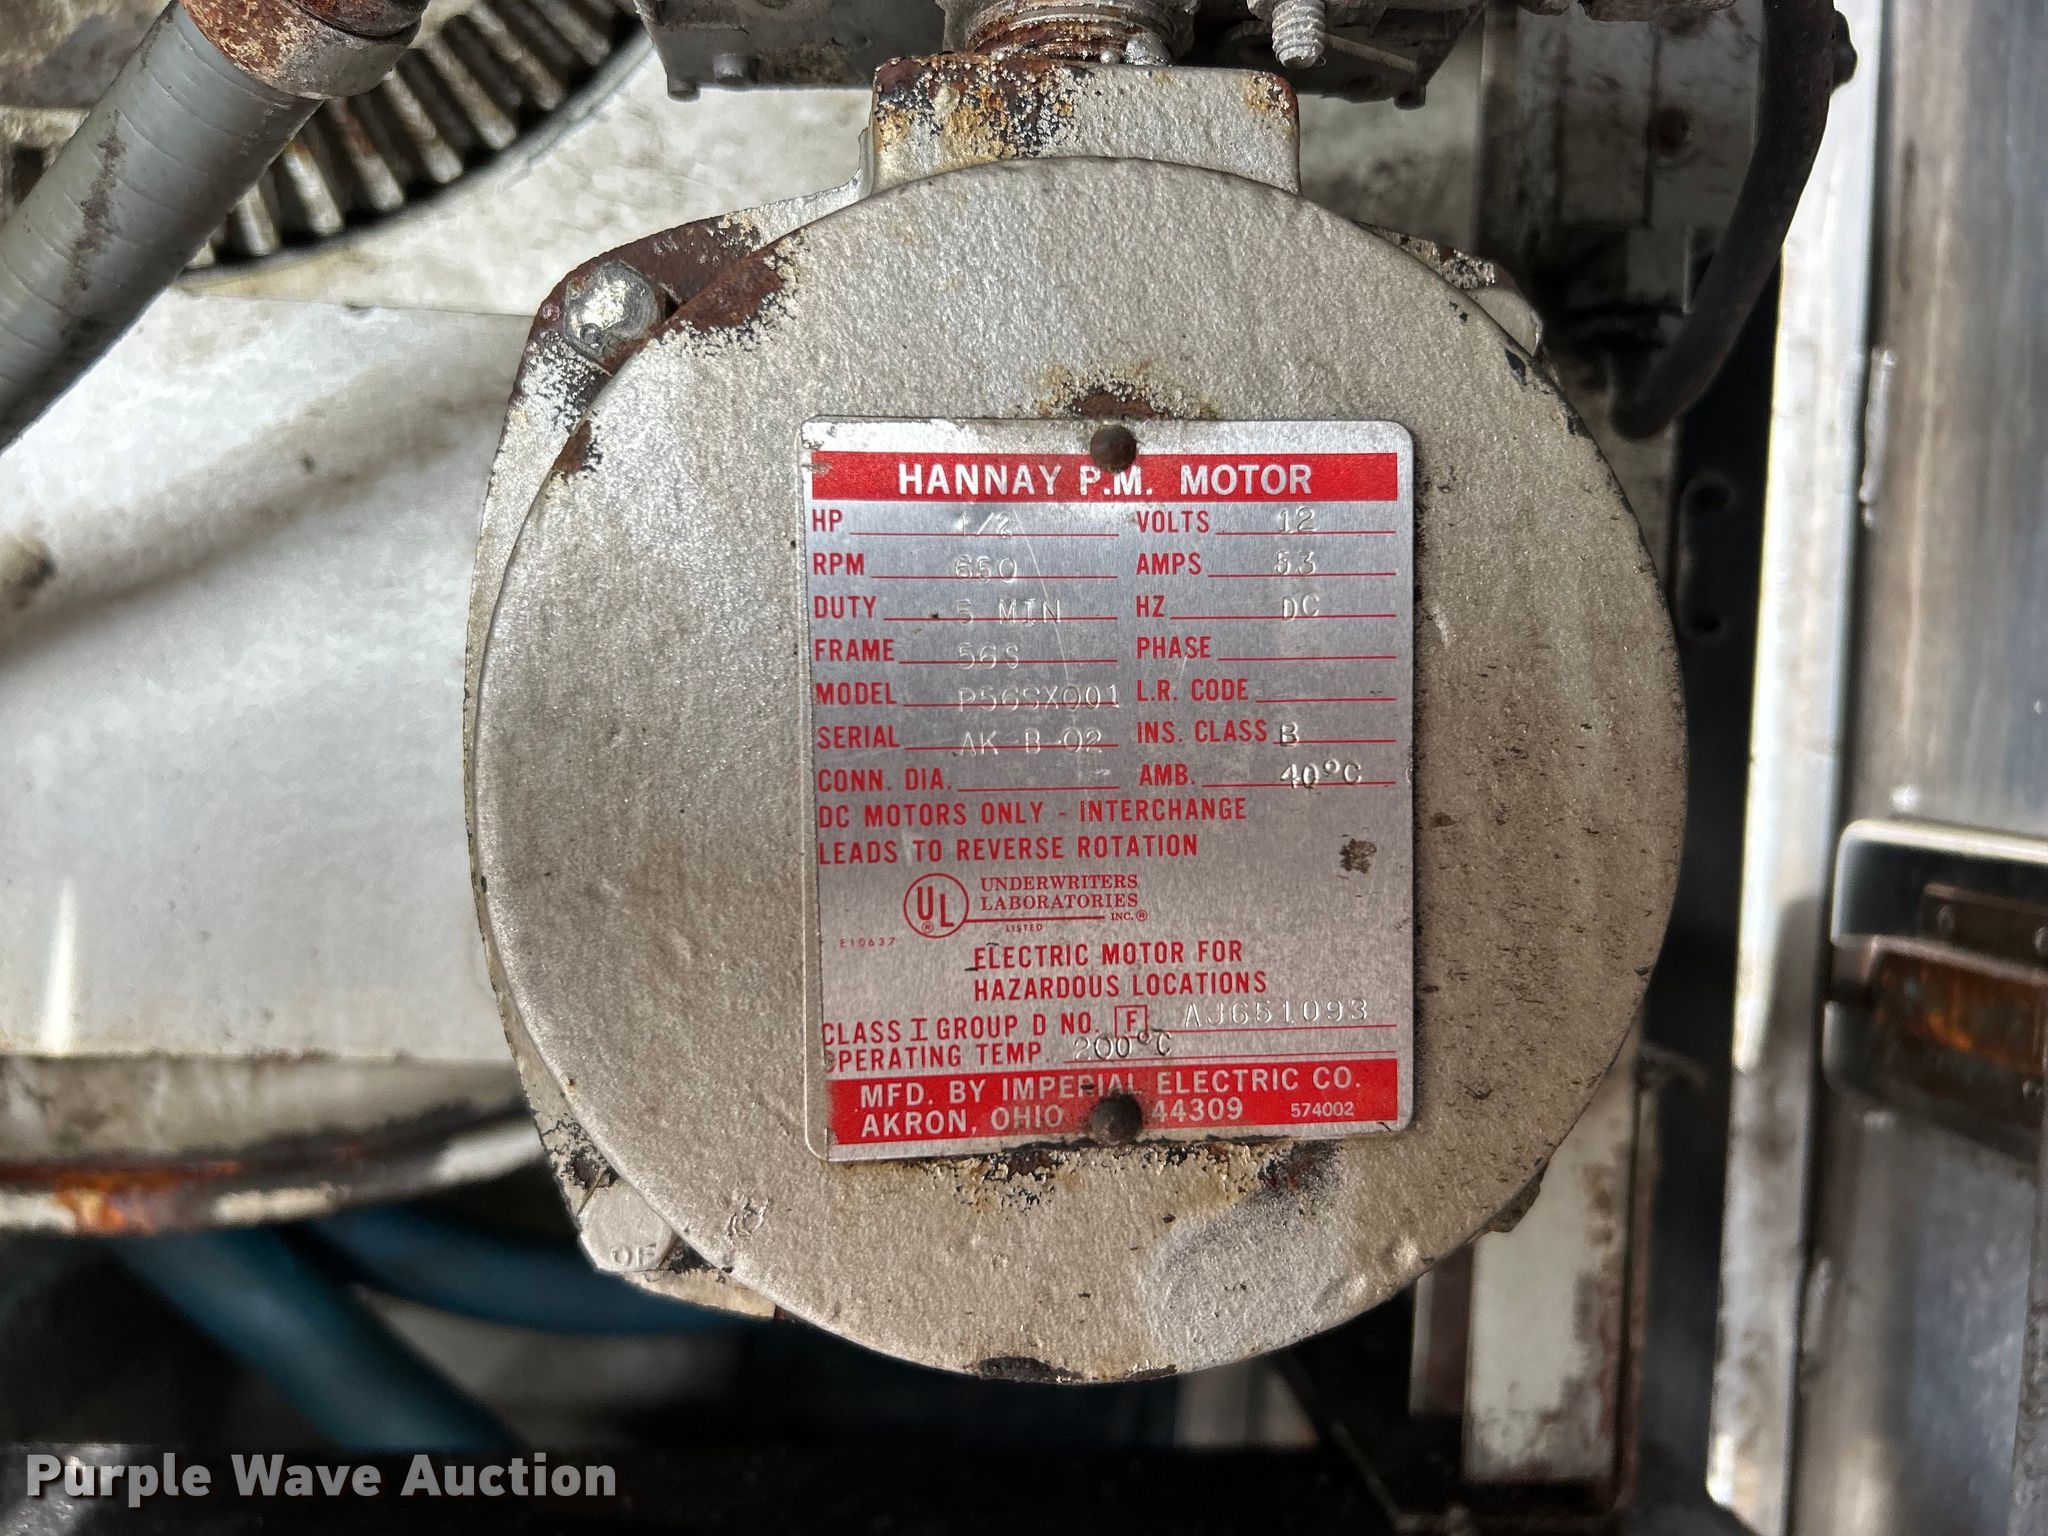 HANNAY P.M. MOTOR
HP 1/2 VOLTS 12
RPM 650 AMPS 53
DUTY 5 MIN HZ DC
FRAME 56S PHASE
MODEL P56SX001 L.R. CODE
SERIAL AK-B-02 INS. CLASS B
CONN. DIA. AMB. 40°C
DC MOTORS ONLY - INTERCHANGE
LEADS TO REVERSE ROTATION
UL® UNDERWRITERS
LABORATORIES
INC.®
LISTED
E10637
ELECTRIC MOTOR FOR
HAZARDOUS LOCATIONS
CLASS I GROUP D NO. F AJ651093
OPERATING TEMP. 200°C
MFD. BY IMPERIAL ELECTRIC CO.
AKRON, OHIO 44309 574002
OF
Purple Wave Auction